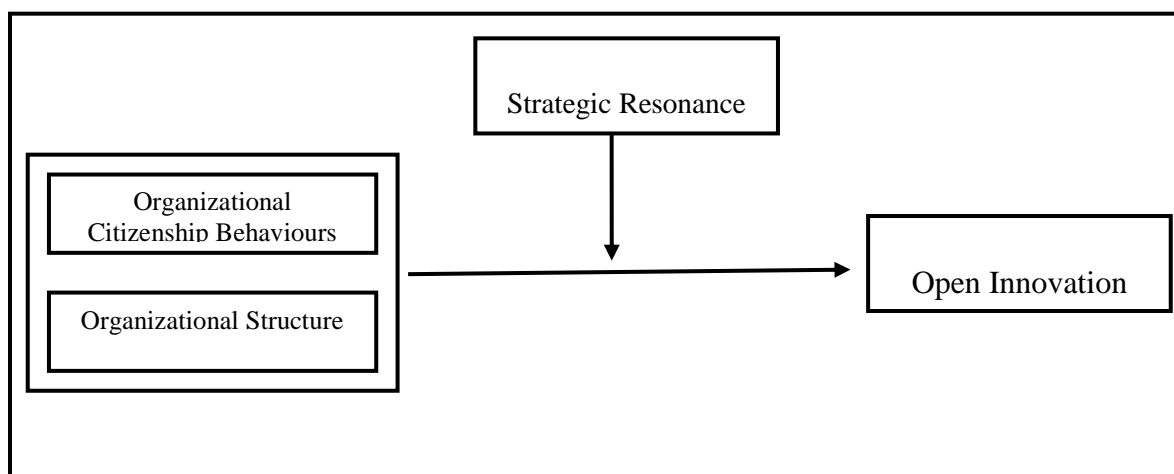 Strategic Resonance
Organizational
Citizenship Behaviours
Organizational Structure
Open Innovation